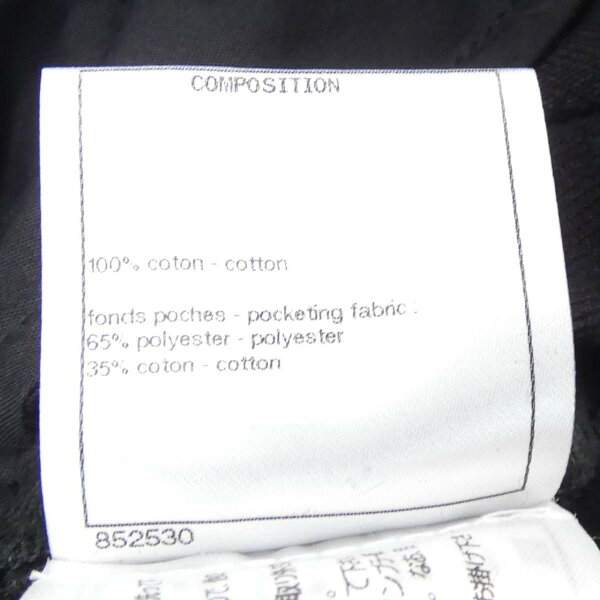 COMPOSITION
100% coton - cotton
fonds poches - pocketing fabric :
65% polyester - polyester
35% coton - cotton
852530